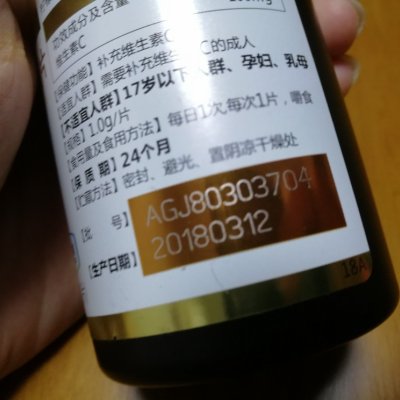 功效成分及含量
维生素C
【保健功能】补充维生素C
【适宜人群】需要补充维生素C的成人
【不适宜人群】17岁以下人群、孕妇、乳母
【规格】1.0g/片
【食用量及食用方法】每日1次,每次1片，嚼食
【保 质 期】24个月
【贮藏方法】密封、避光、置阴凉干燥处
【批 号】AGJ80303704
【生产日期】20180312
18A